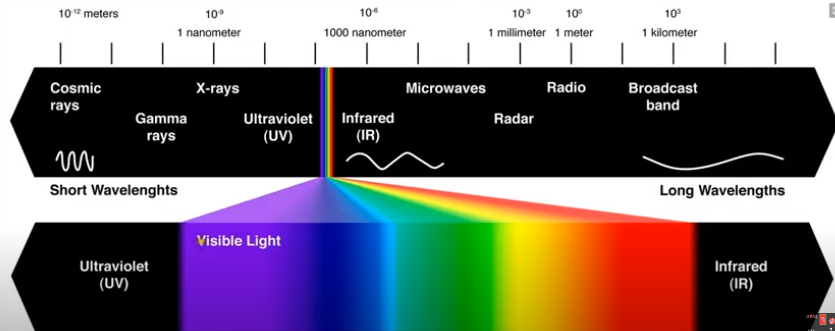 10-12 meters 10-9 10-6 10-3 100 103
1 nanometer 1000 nanometer 1 millimeter 1 meter 1 kilometer
Cosmic
rays
X-rays
Microwaves
Radio
Broadcast
band
Gamma
rays
Ultraviolet
(UV)
Infrared
(IR)
Radar
Short Wavelenghts
Long Wavelengths
Visible Light
Ultraviolet
(UV)
Infrared
(IR)